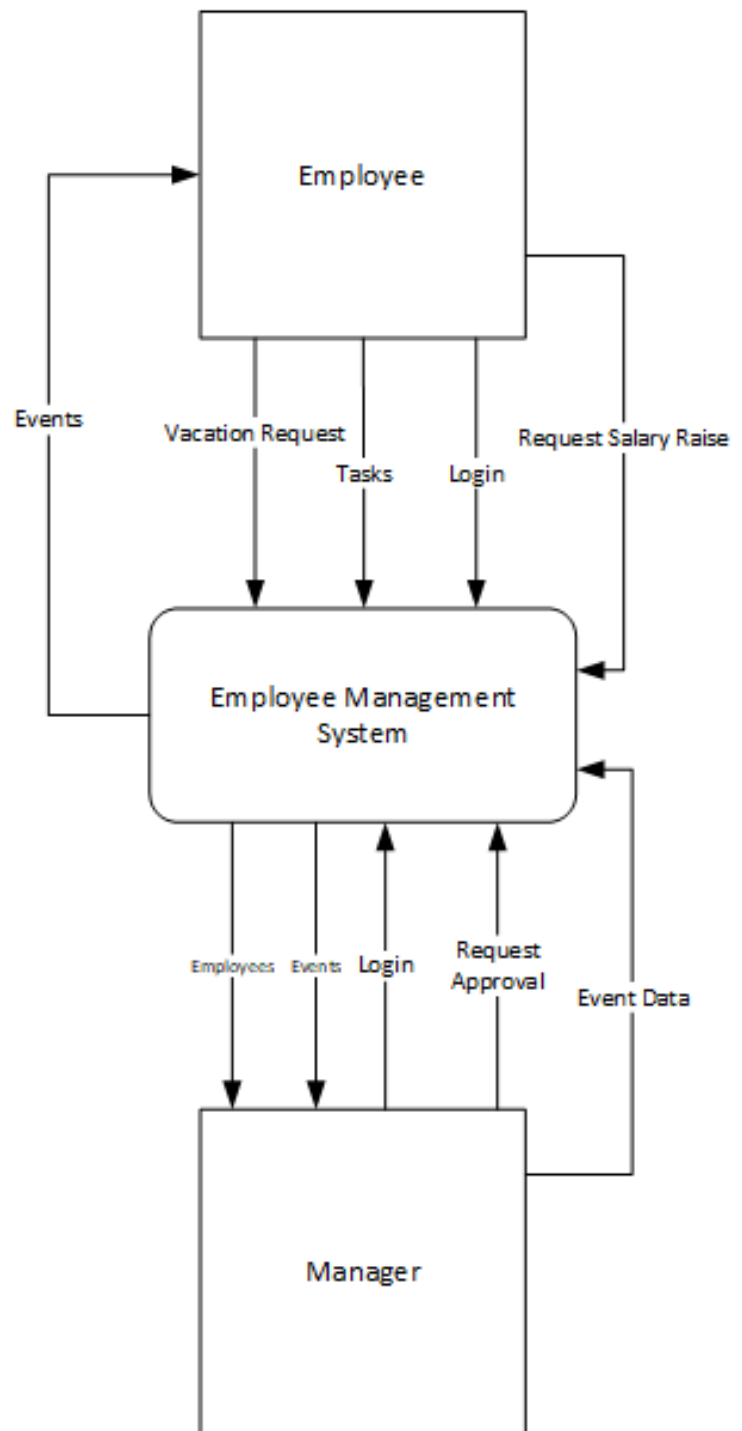 Employee
Events
Vacation Request
Request Salary Raise
Tasks
Login
Employee Management
System
Employees
Events
Login
Request
Approval
Event Data
Manager